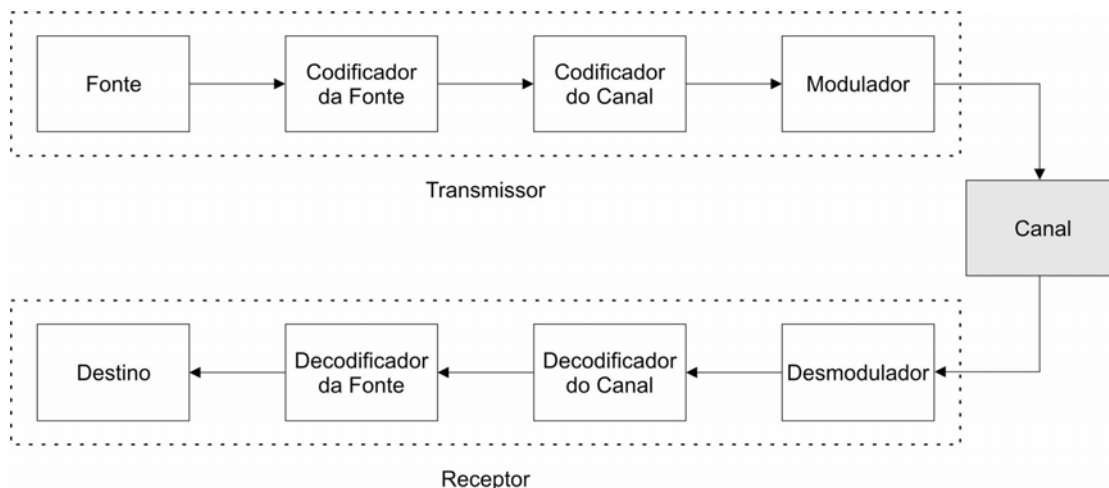 Fonte
Codificador
da Fonte
Codificador
do Canal
Modulador
Transmissor
Canal
Destino
Decodificador
da Fonte
Decodificador
do Canal
Desmodulador
Receptor